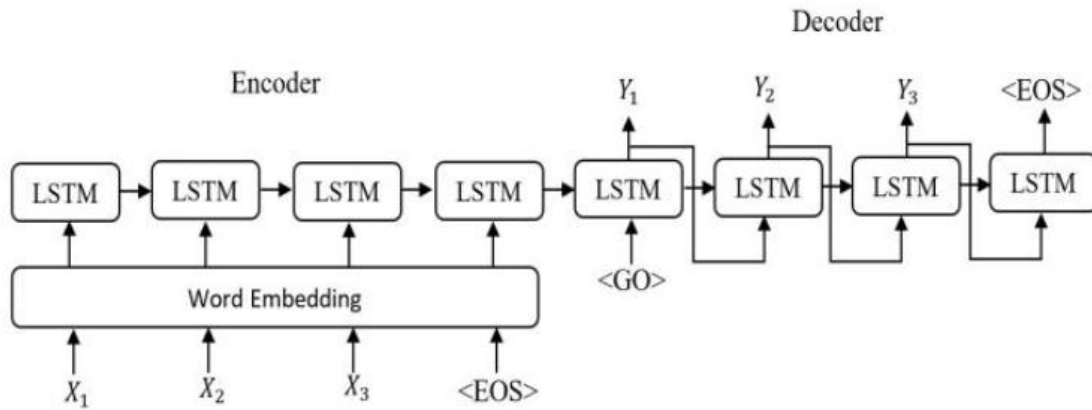 Decoder
Encoder
Y₁ Y₂ Y₃ <EOS>
LSTM LSTM LSTM LSTM LSTM LSTM LSTM LSTM
<GO>
Word Embedding
X₁ X₂ X₃ <EOS>